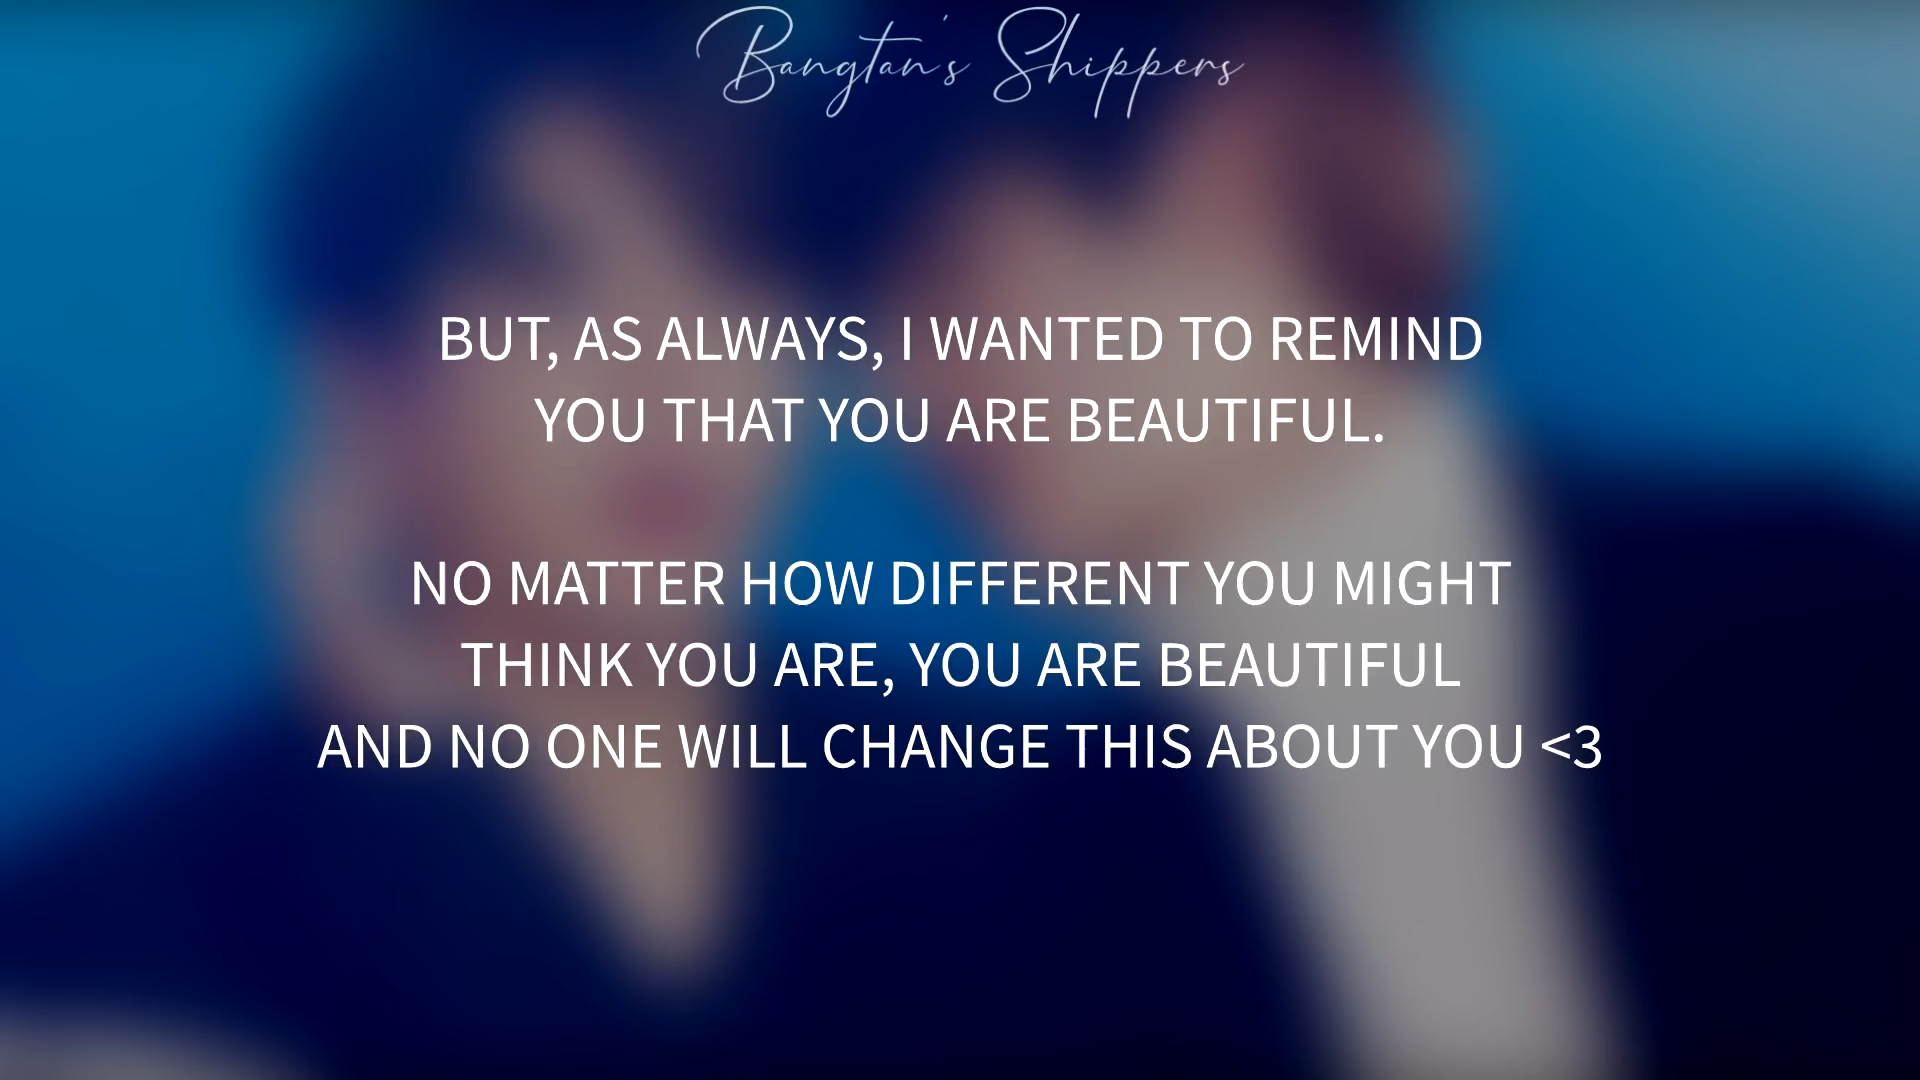 Bangtan's Shippers
BUT, AS ALWAYS, I WANTED TO REMIND
YOU THAT YOU ARE BEAUTIFUL.
NO MATTER HOW DIFFERENT YOU MIGHT
THINK YOU ARE, YOU ARE BEAUTIFUL
AND NO ONE WILL CHANGE THIS ABOUT YOU <3